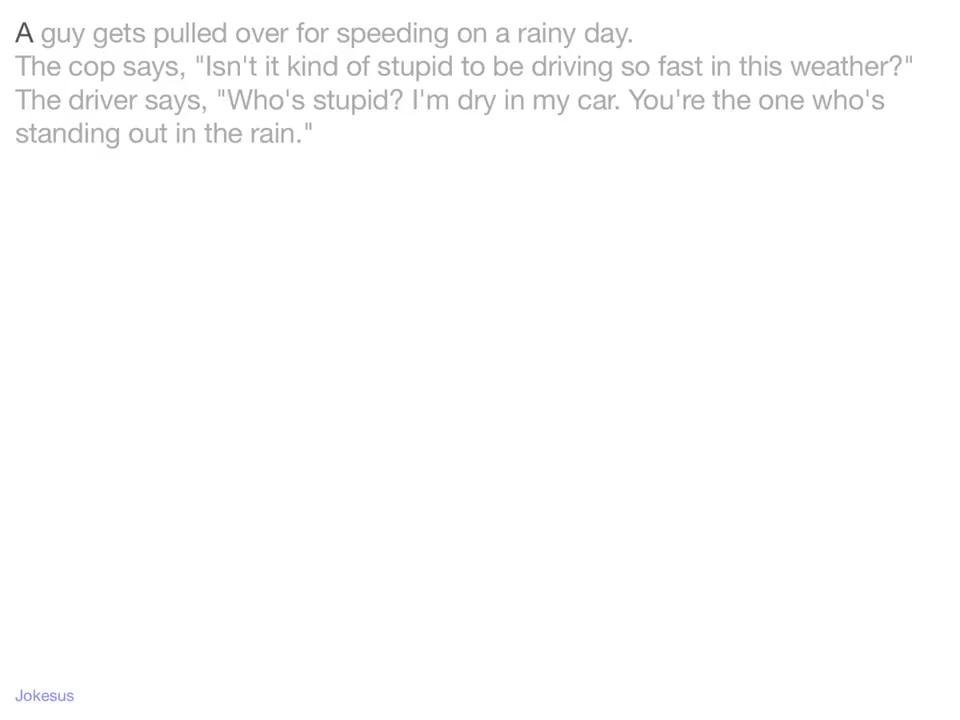 A guy gets pulled over for speeding on a rainy day.
The cop says, "Isn't it kind of stupid to be driving so fast in this weather?"
The driver says, "Who's stupid? I'm dry in my car. You're the one who's
standing out in the rain."
Jokesus